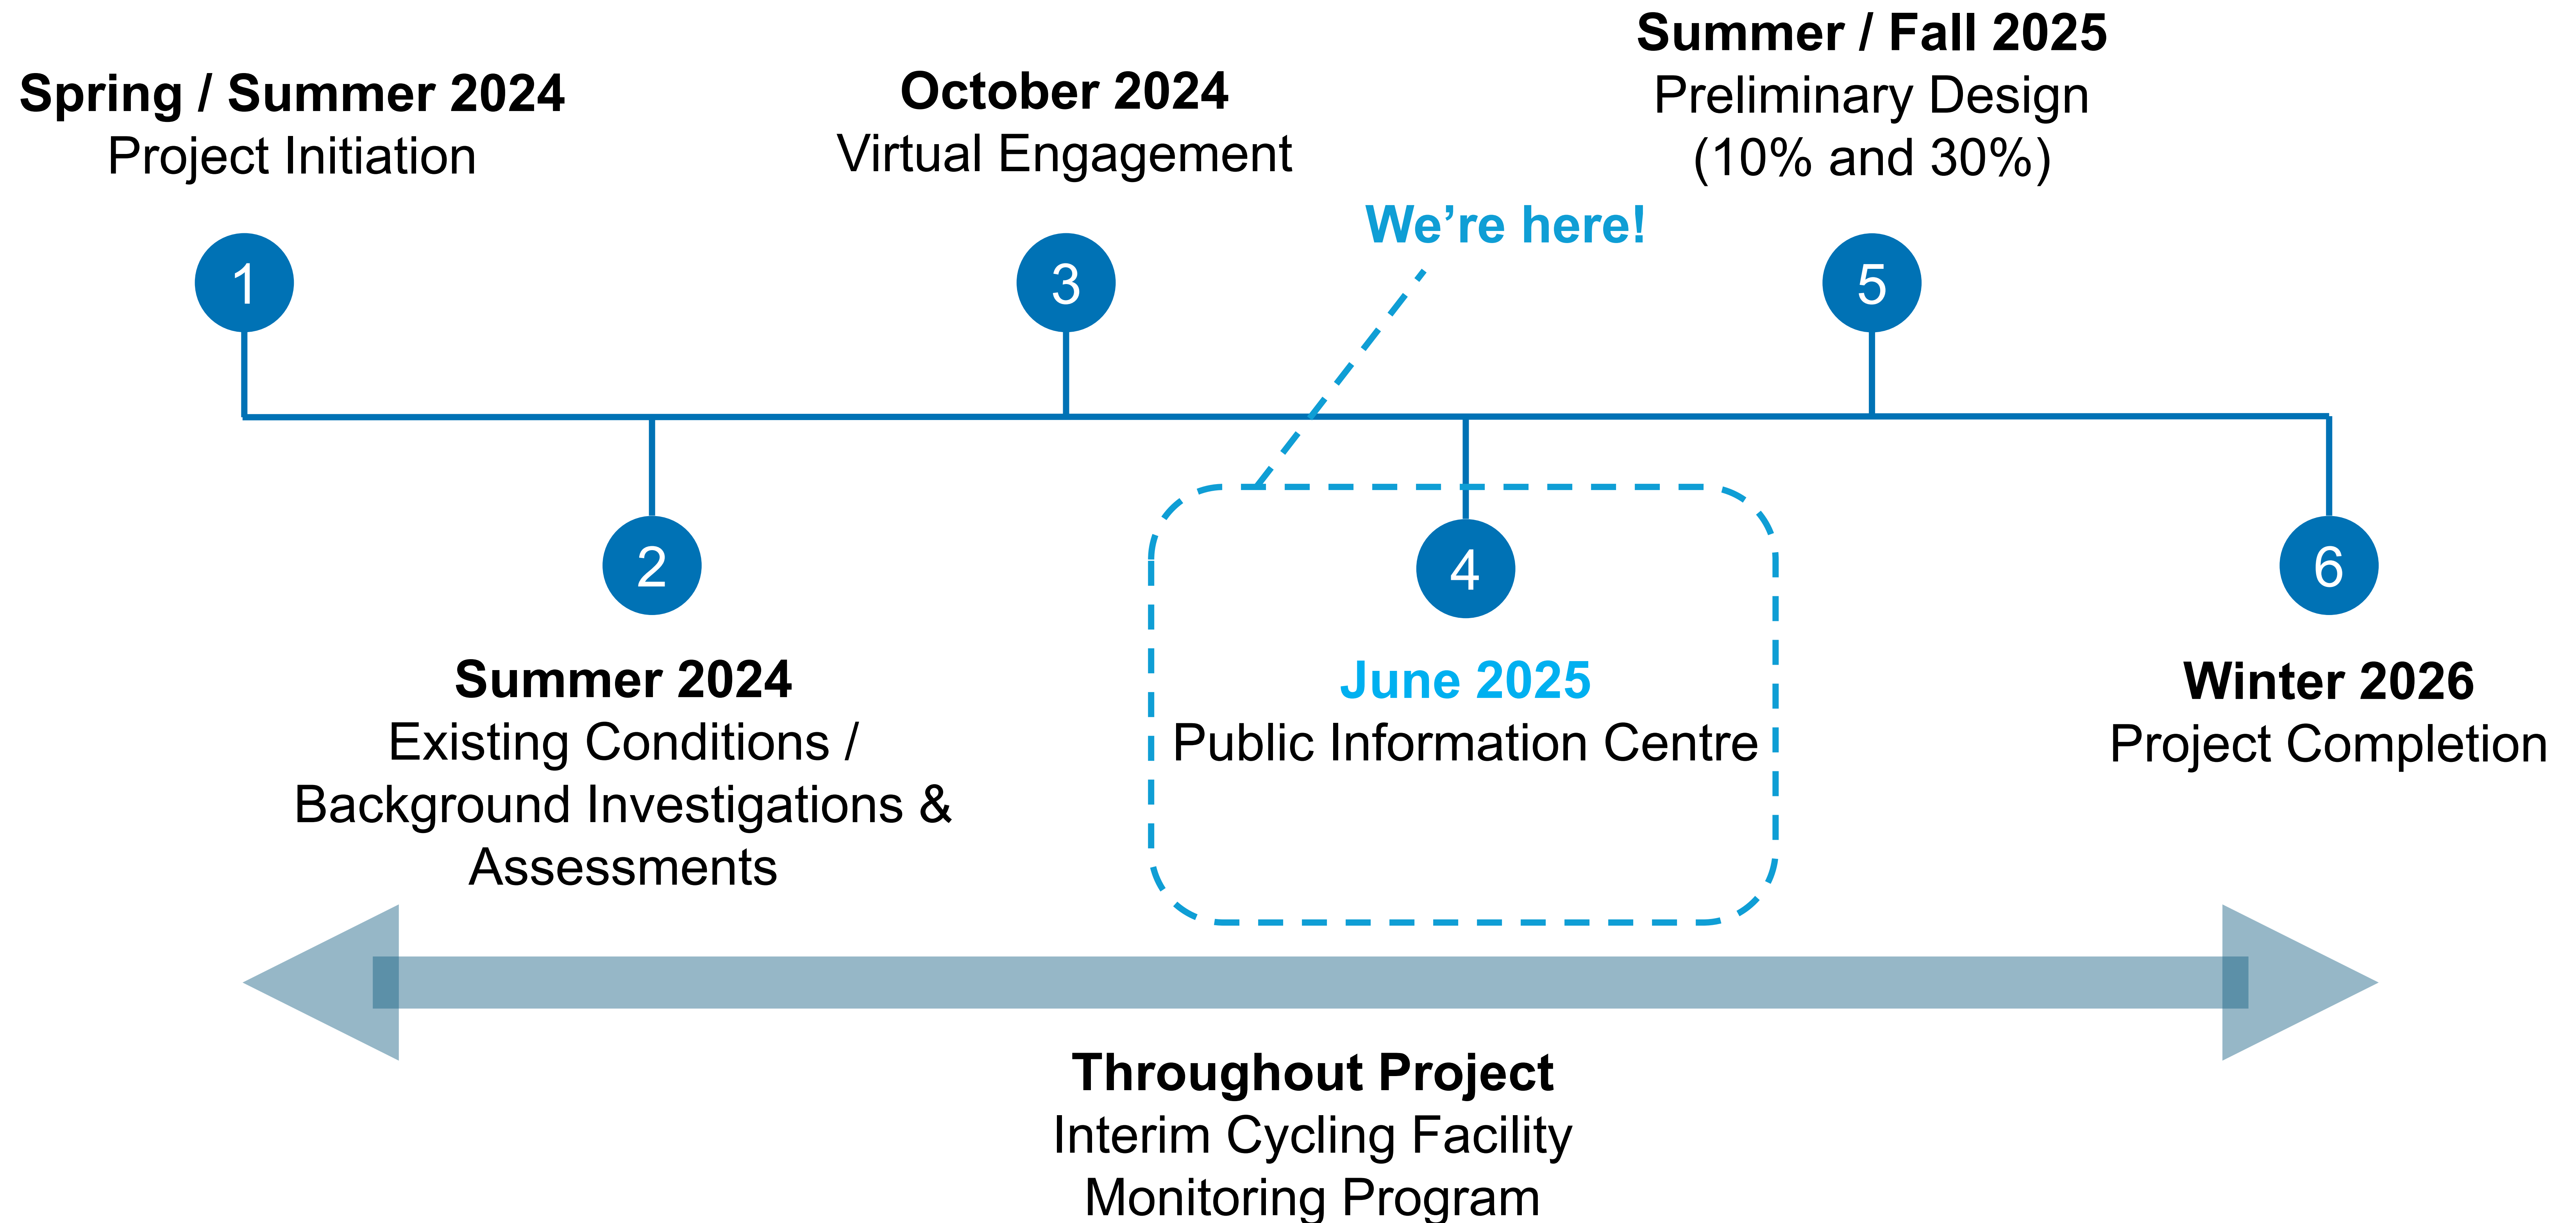 Spring / Summer 2024
Project Initiation
1
Summer 2024
Existing Conditions /
Background Investigations &
Assessments
2
October 2024
Virtual Engagement
3
We’re here!
4
June 2025
Public Information Centre
Summer / Fall 2025
Preliminary Design
(10% and 30%)
5
6
Winter 2026
Project Completion
Throughout Project
Interim Cycling Facility
Monitoring Program